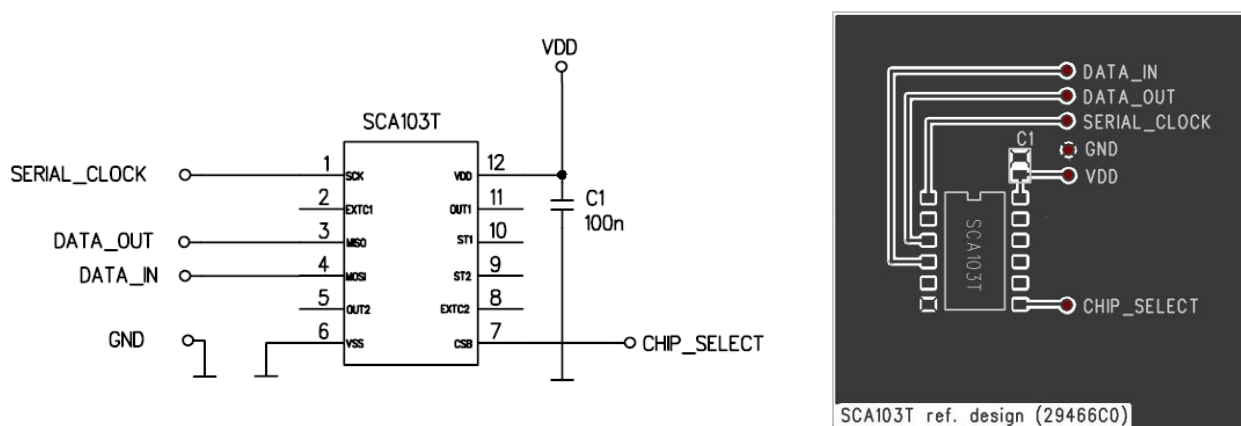 VDD
SCA103T
SERIAL_CLOCK
1
SCK
VDD
12
2
EXTC1
OUT1
11
C1
100n
DATA_OUT
3
MISO
ST1
10
DATA_IN
4
MOSI
ST2
9
5
OUT2
EXTC2
8
GND
6
VSS
CSB
7
CHIP_SELECT
DATA_IN
DATA_OUT
SERIAL_CLOCK
C1
GND
VDD
SCA103T
CHIP_SELECT
SCA103T ref. design (29466C0)